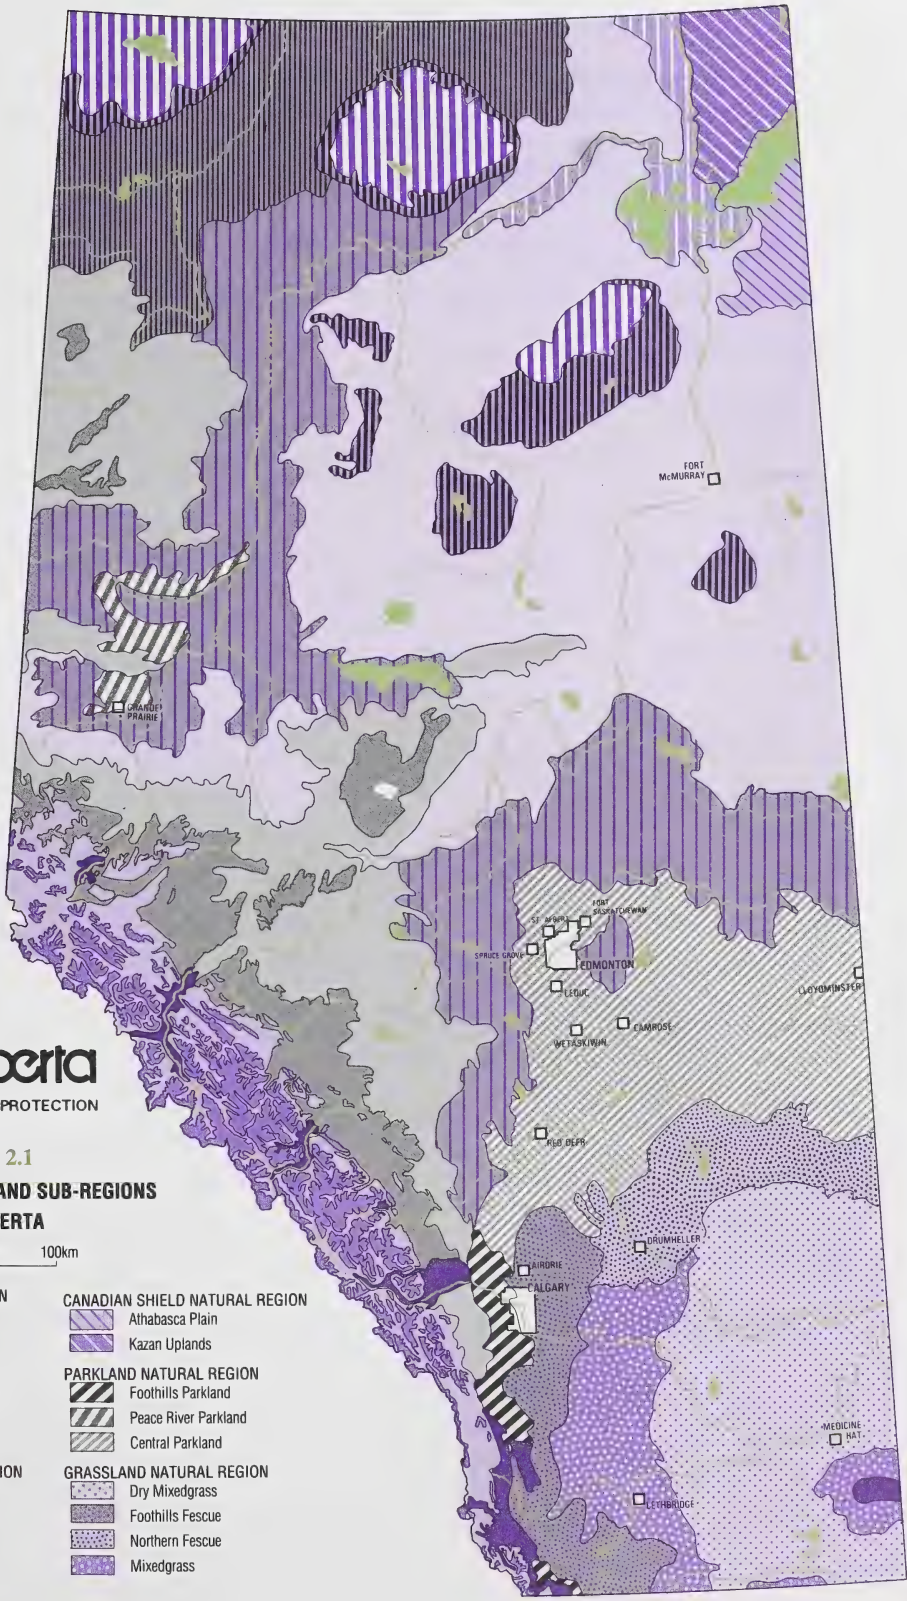 FORT
McMURRAY
GRANDE
PRAIRIE
FORT
SASKATCHEWAN
ST. ALBERT
SPRUCE GROVE
EDMONTON
LEDUC
LLOYDMINSTER
CAMROSE
WETASKIWIN
RED DEER
DRUMHELLER
AIRDRIE
CALGARY
MEDICINE
HAT
LETHBRIDGE
berta
PROTECTION
2.1
AND SUB-REGIONS
ERTA
100km
N
CANADIAN SHIELD NATURAL REGION
Athabasca Plain
Kazan Uplands
PARKLAND NATURAL REGION
Foothills Parkland
Peace River Parkland
Central Parkland
ION
GRASSLAND NATURAL REGION
Dry Mixedgrass
Foothills Fescue
Northern Fescue
Mixedgrass